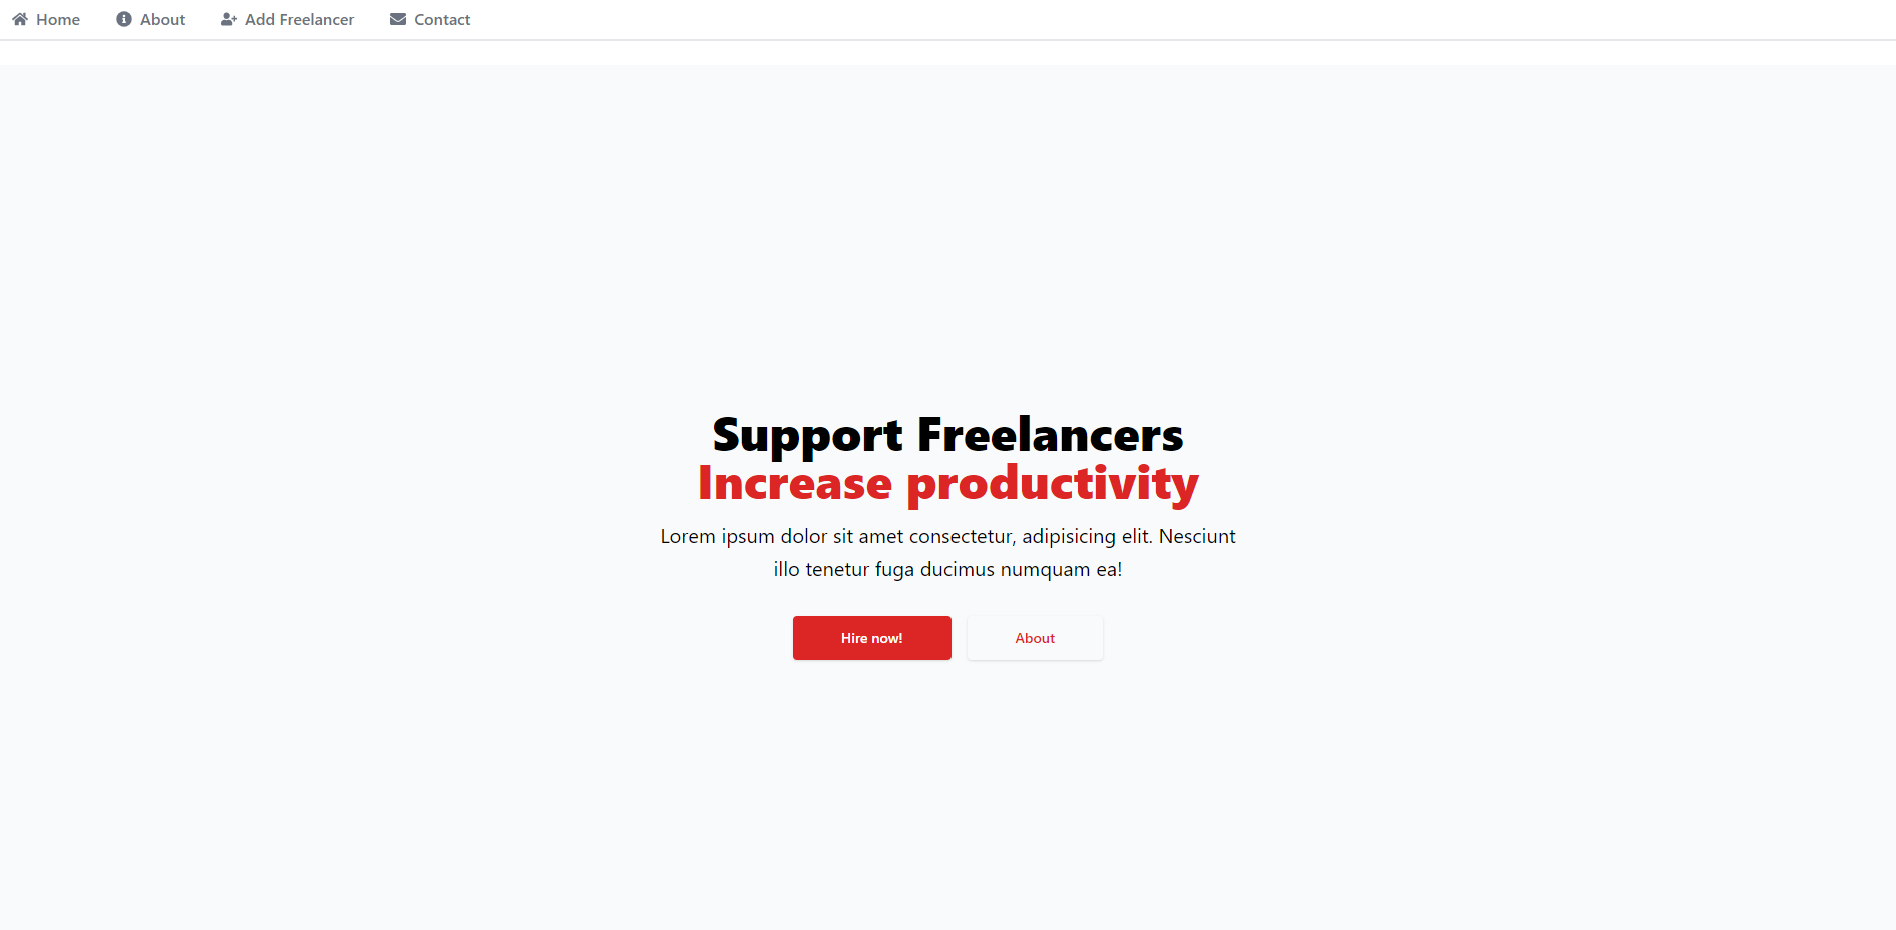 Home About Add Freelancer Contact
Support Freelancers
Increase productivity
Lorem ipsum dolor sit amet consectetur, adipisicing elit. Nesciunt
illo tenetur fuga ducimus numquam ea!
Hire now! About